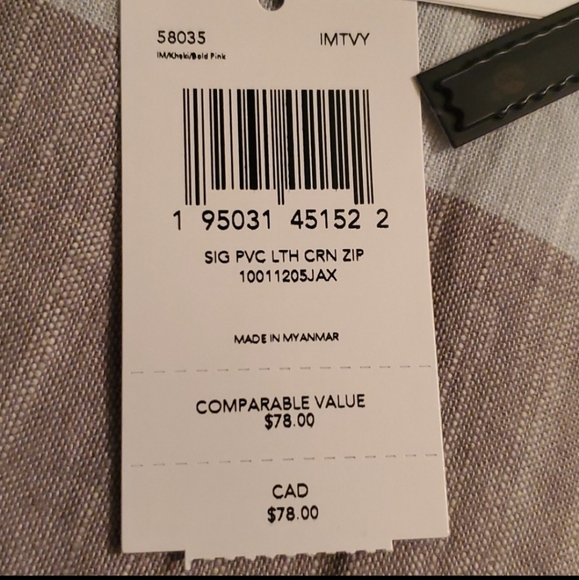 58035 IMTVY
IM/Khaki/Bold Pink
1 95031 45152 2
SIG PVC LTH CRN ZIP
10011205JAX
MADE IN MYANMAR
COMPARABLE VALUE
$78.00
CAD
$78.00